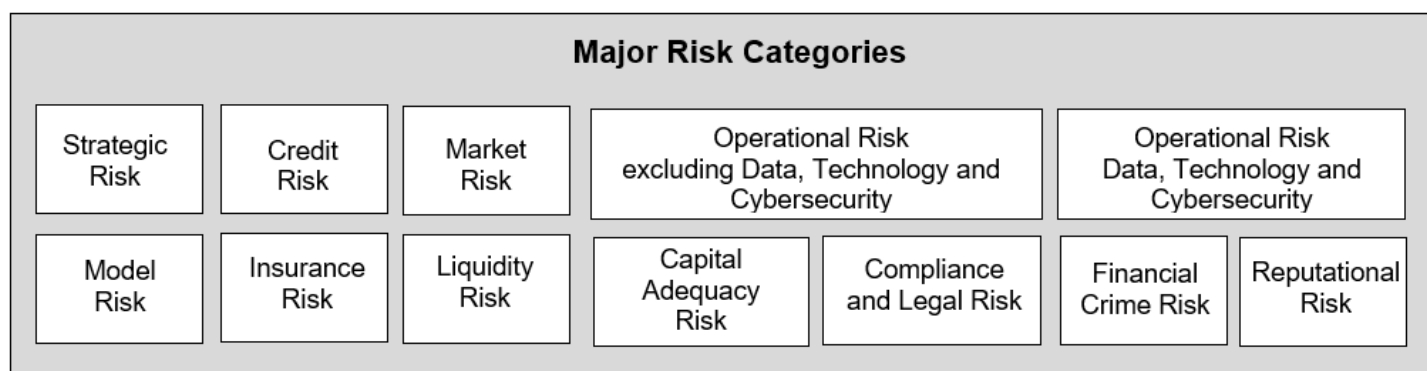 Major Risk Categories
Strategic
Risk
Credit
Risk
Market
Risk
Operational Risk
excluding Data, Technology and
Cybersecurity
Operational Risk
Data, Technology and
Cybersecurity
Model
Risk
Insurance
Risk
Liquidity
Risk
Capital
Adequacy
Risk
Compliance
and Legal Risk
Financial
Crime Risk
Reputational
Risk